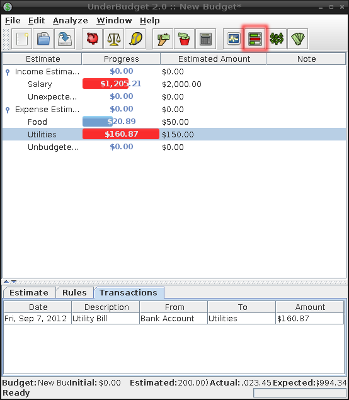 UnderBudget 2.0 :: New Budget*
File Edit Analyze Window Help
Estimate Progress Estimated Amount Note
Income Estima... $0.00 $0.00
Salary $1,205.21 $2,000.00
Unexpecte... $0.00 $0.00
Expense Estim... $0.00 $0.00
Food $20.89 $50.00
Utilities $160.87 $150.00
Unbudgete... $0.00 $0.00
Estimate Rules Transactions
Date Description From To Amount
Fri, Sep 7, 2012 Utility Bill Bank Account Utilities $160.87
Budget: New Bud Initial: $0.00 Estimated: 200.00) Actual: .023.45 Expected: $994.34
Ready